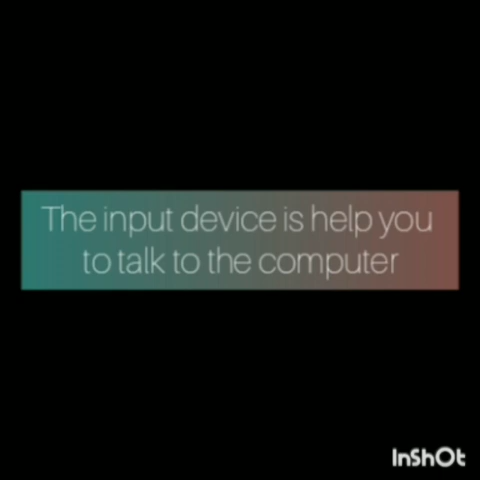 The input device is help you
to talk to the computer
InShOt